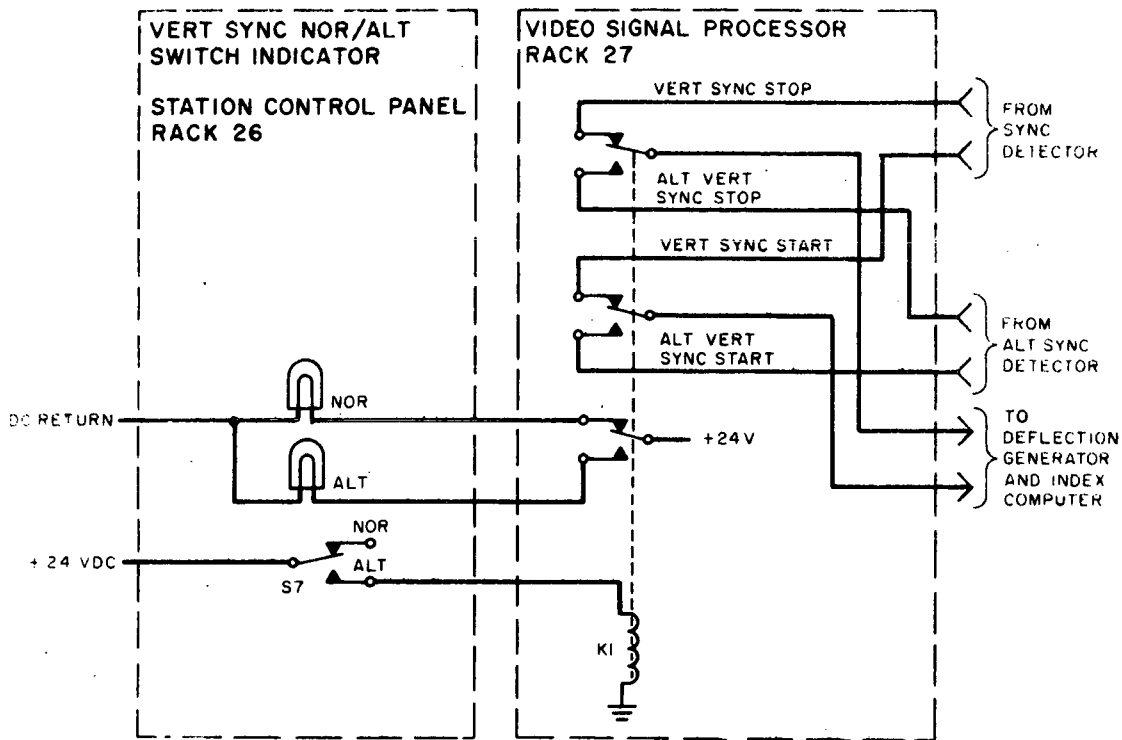 VERT SYNC NOR/ALT
SWITCH INDICATOR
STATION CONTROL PANEL
RACK 26
VIDEO SIGNAL PROCESSOR
RACK 27
VERT SYNC STOP
FROM
SYNC
DETECTOR
ALT VERT
SYNC STOP
VERT SYNC START
ALT VERT
SYNC START
FROM
ALT SYNC
DETECTOR
DC RETURN
NOR
ALT
+24V
TO
DEFLECTION
GENERATOR
AND INDEX
COMPUTER
+ 24 VDC
NOR
ALT
S7
K1